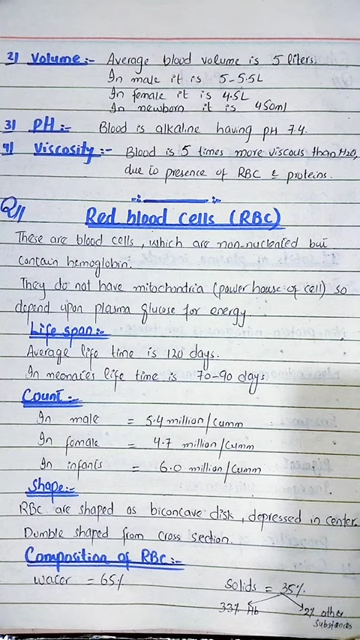 2) Volume:- Average blood volume is 5 liters.
In male it is 5-5.5L
In female it is 4.5L
In newborn it is 450ml
3) PH:- Blood is alkaline having pH 7.4.
4) Viscosity:- Blood is 5 times more viscous than H2O,
due to presence of RBC & proteins.
Q11
Red blood cells (RBC)
These are blood cells, which are non-nucleated but
contain hemoglobin.
They do not have mitochndria (power house of cell) so
depend upon plasma glucose for energy.
Life span:-
Average life time is 120 days.
In neonates life time is 70-90 days
Count:-
In male = 5.4 million/cumm
In female = 4.7 million/cumm
In infants = 6.0 million/cumm
Shape:-
RBC are shaped as biconcave disk, depressed in center.
Dumble shaped from cross section.
Composition of RBC:-
water = 65%
Solids = 35%
33% Hb
2% other
substances